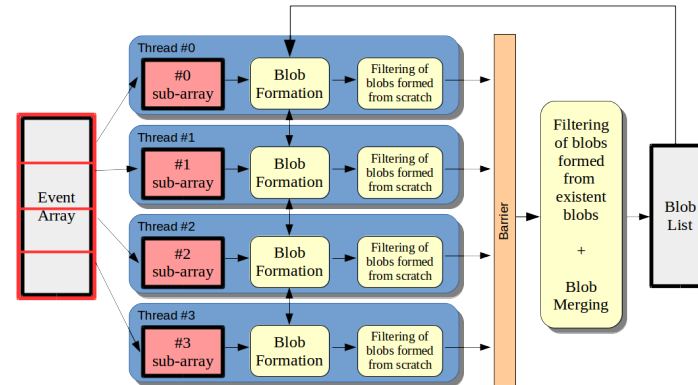 Thread #0
#0
sub-array
Blob
Formation
Filtering of
blobs formed
from scratch
Thread #1
#1
sub-array
Blob
Formation
Filtering of
blobs formed
from scratch
Thread #2
#2
sub-array
Blob
Formation
Filtering of
blobs formed
from scratch
Thread #3
#3
sub-array
Blob
Formation
Filtering of
blobs formed
from scratch
Event
Array
Barrier
Filtering
of blobs
formed
from
existent
blobs
+
Blob
Merging
Blob
List